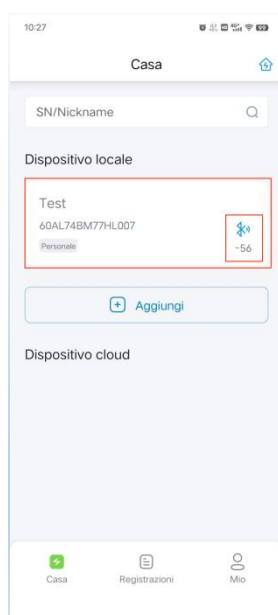 10:27
Casa
SN/Nickname
Dispositivo locale
Test
60AL74BM77HL007
Personale
-56
Aggiungi
Dispositivo cloud
Casa Registrazioni Mio